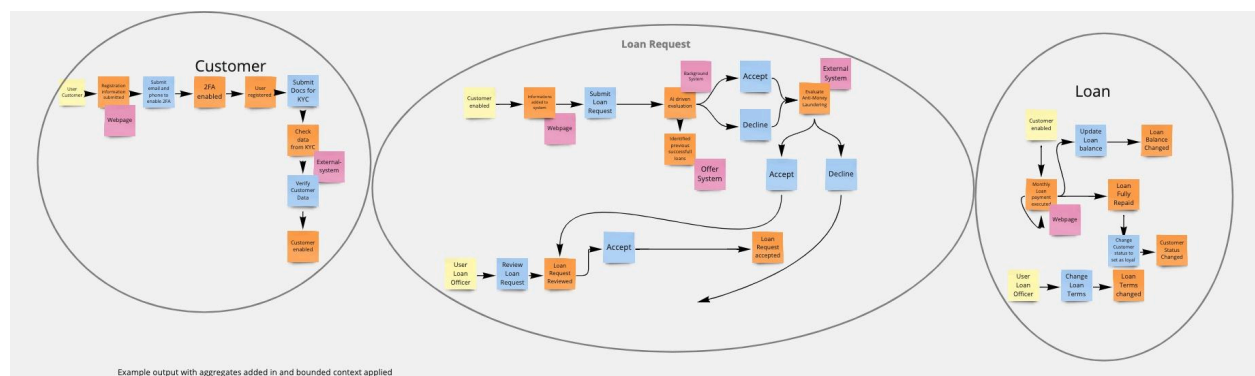 Customer
User
Customer
Registration
information
submitted
Webpage
Submit
email and
phone to
enable 2FA
2FA
enabled
User
registered
Submit
Docs for
KYC
Check
data
from KYC
External-
system
Verify
Customer
Data
Customer
enabled
Loan Request
Customer
enabled
Informations
added to
system
Webpage
Submit
Loan
Request
Background
System
AI driven
evaluation
Identified
previous
successfull
loans
Offer
System
Accept
Decline
External
System
Evaluate
Anti-Money
Laundering
Accept
Decline
User
Loan
Officer
Review
Loan
Request
Loan
Request
Reviewed
Accept
Loan
Request
accepted
Loan
Customer
enabled
Update
Loan
balance
Loan
Balance
Changed
Monthly
Loan
payment
executed
Webpage
Loan
Fully
Repaid
Change
Customer
status to
set as loyal
Customer
Status
Changed
User
Loan
Officer
Change
Loan
Terms
Loan
Terms
changed
Example output with aggregates added in and bounded context applied